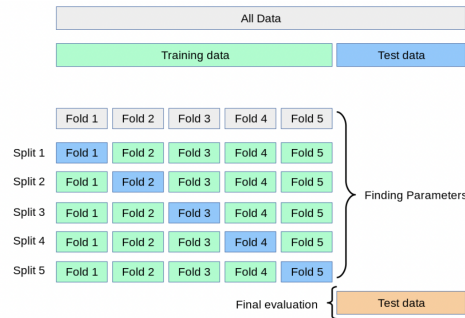 All Data
Training data Test data
Fold 1 Fold 2 Fold 3 Fold 4 Fold 5
Split 1 Fold 1 Fold 2 Fold 3 Fold 4 Fold 5
Split 2 Fold 1 Fold 2 Fold 3 Fold 4 Fold 5
Finding Parameters
Split 3 Fold 1 Fold 2 Fold 3 Fold 4 Fold 5
Split 4 Fold 1 Fold 2 Fold 3 Fold 4 Fold 5
Split 5 Fold 1 Fold 2 Fold 3 Fold 4 Fold 5
Final evaluation Test data